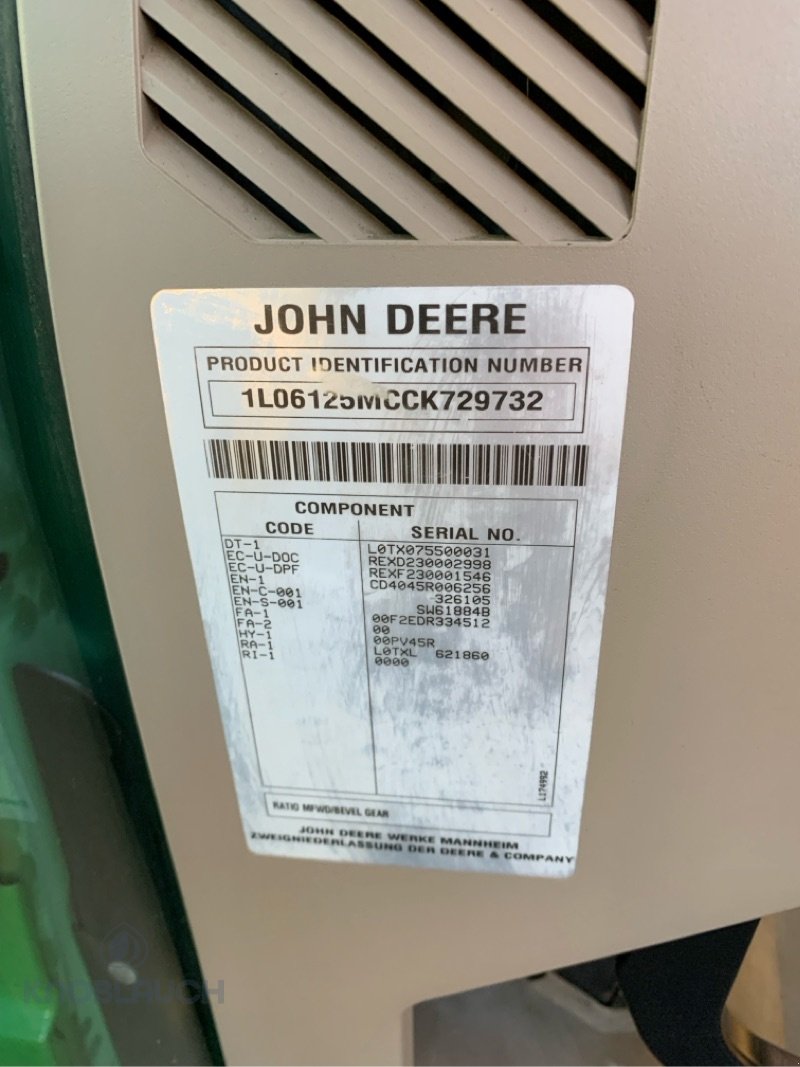 JOHN DEERE
PRODUCT IDENTIFICATION NUMBER
1L06125MCCK729732
COMPONENT
CODE SERIAL NO.
DT-1 L0TX075500031
EC-U-DOC REXD230002998
EC-U-DPF REXF230001546
EN-1 CD4045R006256
EN-C-001 326105
EN-S-001 SW61884B
FA-1 00F2EDR334512
FA-2 00
HY-1 00PV45R
RA-1 L0TXL 621860
RI-1 0000
L174992
RATIO MFWD/BEVEL GEAR
JOHN DEERE WERKE MANNHEIM
ZWEIGNIEDERLASSUNG DER DEERE & COMPANY
KNOBLAUCH